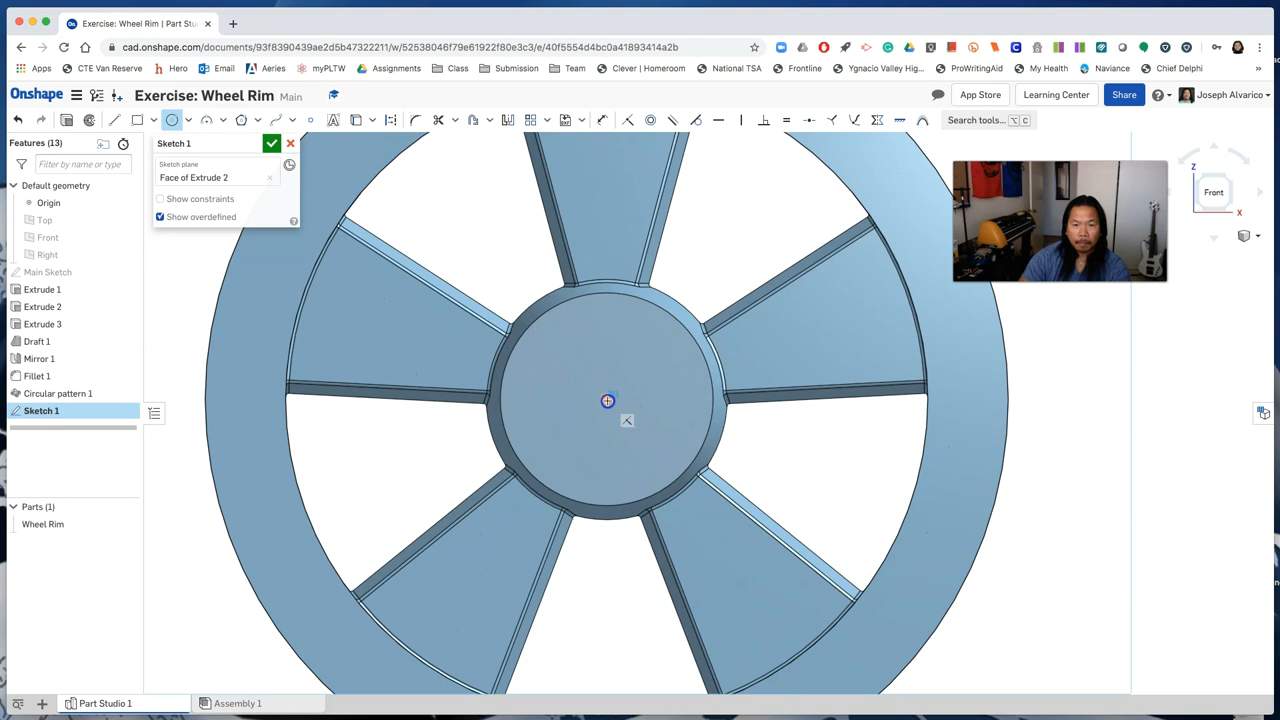 Exercise: Wheel Rim | Part Stud
cad.onshape.com/documents/93f8390439ae2d5b47322211/w/52538046f79e61922f80e3c3/e/40f5554d4bc0a41893414a2b
Apps CTE Van Reserve Hero Email Aeries myPLTW Assignments Class Submission Team Clever | Homeroom National TSA Frontline Ygnacio Valley Hig... ProWritingAid My Health Naviance Chief Delphi »
Onshape Exercise: Wheel Rim Main App Store Learning Center Share Joseph Alvarico
Search tools... ⌥ C
Features (13)
Filter by name or type
Default geometry
Origin
Top
Front
Right
Main Sketch
Extrude 1
Extrude 2
Extrude 3
Draft 1
Mirror 1
Fillet 1
Circular pattern 1
Sketch 1
Parts (1)
Wheel Rim
Sketch 1
Sketch plane
Face of Extrude 2
Show constraints
Show overdefined
Z
Front
X
Part Studio 1 Assembly 1